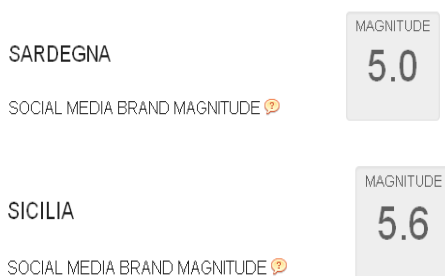 MAGNITUDE
SARDEGNA
5.0
SOCIAL MEDIA BRAND MAGNITUDE ?
MAGNITUDE
SICILIA
5.6
SOCIAL MEDIA BRAND MAGNITUDE ?